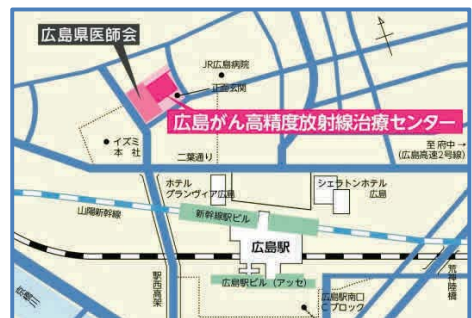 広島県医師会
JR広島病院
正面玄関
広島がん高精度放射線治療センター
イズミ
本社
至 府中 →
(広島高速2号線)
二葉通り
ホテル
グランヴィア広島
シェラトンホテル
広島
山陽新幹線
新幹線駅ビル
広島駅
駅西高架
荒神陸橋
広島駅ビル (アッセ)
広島駅南口
Cブロック